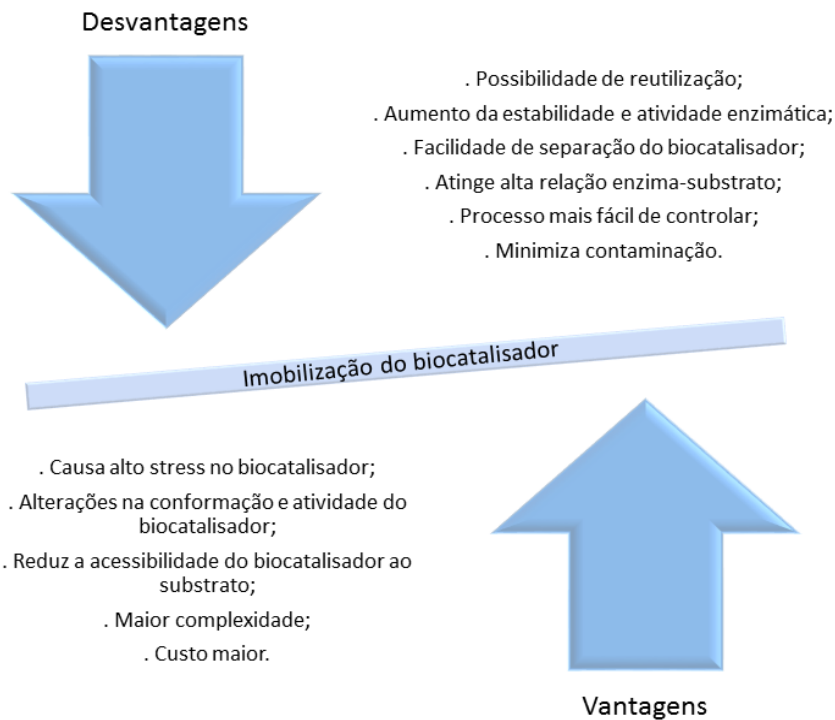 Desvantagens
. Possibilidade de reutilização;
. Aumento da estabilidade e atividade enzimática;
. Facilidade de separação do biocatalisador;
. Atinge alta relação enzima-substrato;
. Processo mais fácil de controlar;
. Minimiza contaminação.
Imobilização do biocatalisador
. Causa alto stress no biocatalisador;
. Alterações na conformação e atividade do
biocatalisador;
. Reduz a acessibilidade do biocatalisador ao
substrato;
. Maior complexidade;
. Custo maior.
Vantagens